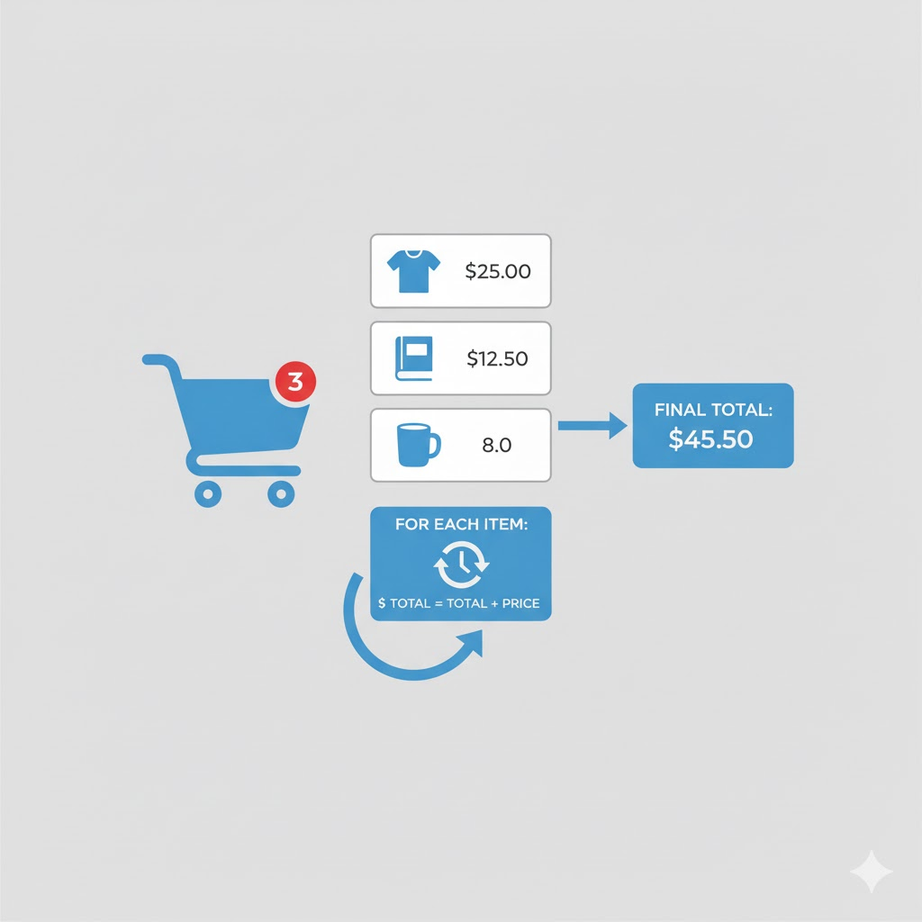 3
$25.00
$12.50
8.0
FINAL TOTAL:
$45.50
FOR EACH ITEM:
$ TOTAL = TOTAL + PRICE